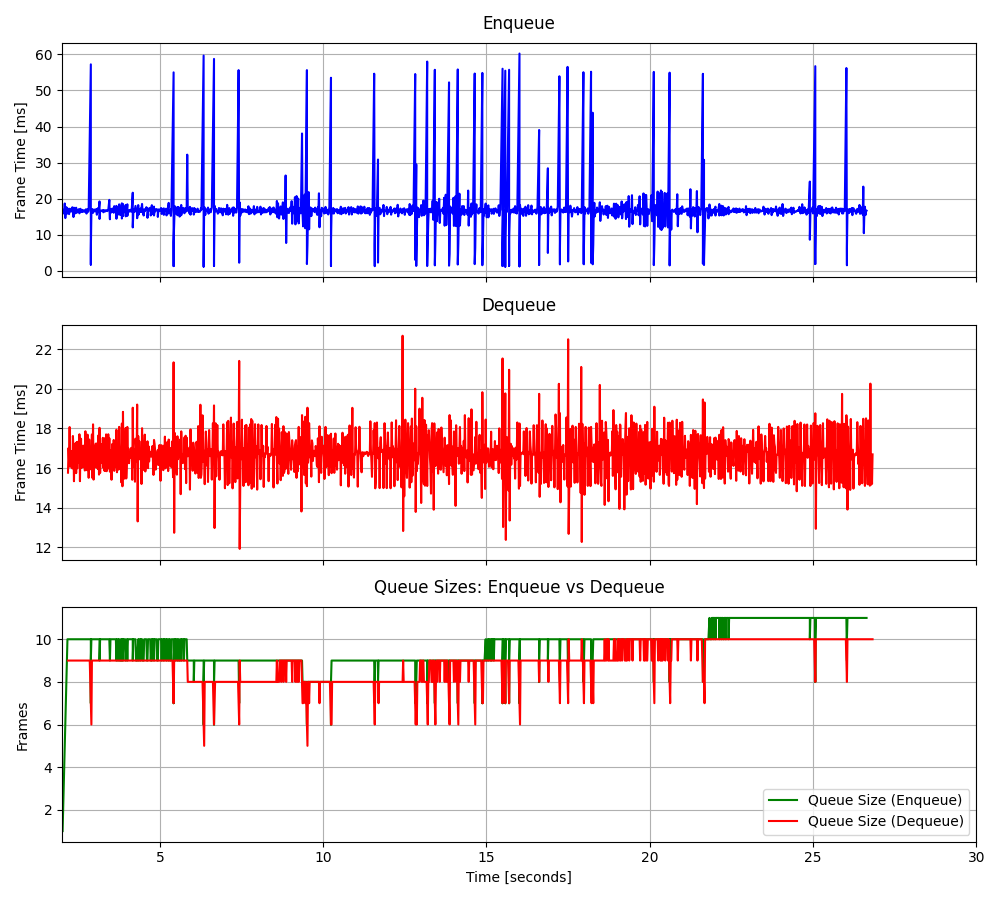 Enqueue
Frame Time [ms]
60
50
40
30
20
10
0
Dequeue
Frame Time [ms]
22
20
18
16
14
12
Queue Sizes: Enqueue vs Dequeue
Frames
10
8
6
4
2
Queue Size (Enqueue)
Queue Size (Dequeue)
5 10 15 20 25 30
Time [seconds]